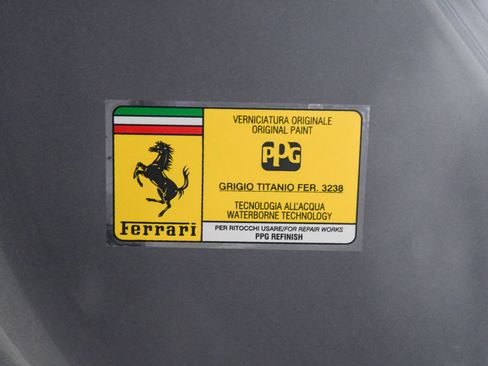 VERNICIATURA ORIGINALE
ORIGINAL PAINT
PPG
GRIGIO TITANIO FER. 3238
TECNOLOGIA ALL'ACQUA
WATERBORNE TECHNOLOGY
Ferrari
PER RITOCCHI USARE/FOR REPAIR WORKS
PPG REFINISH